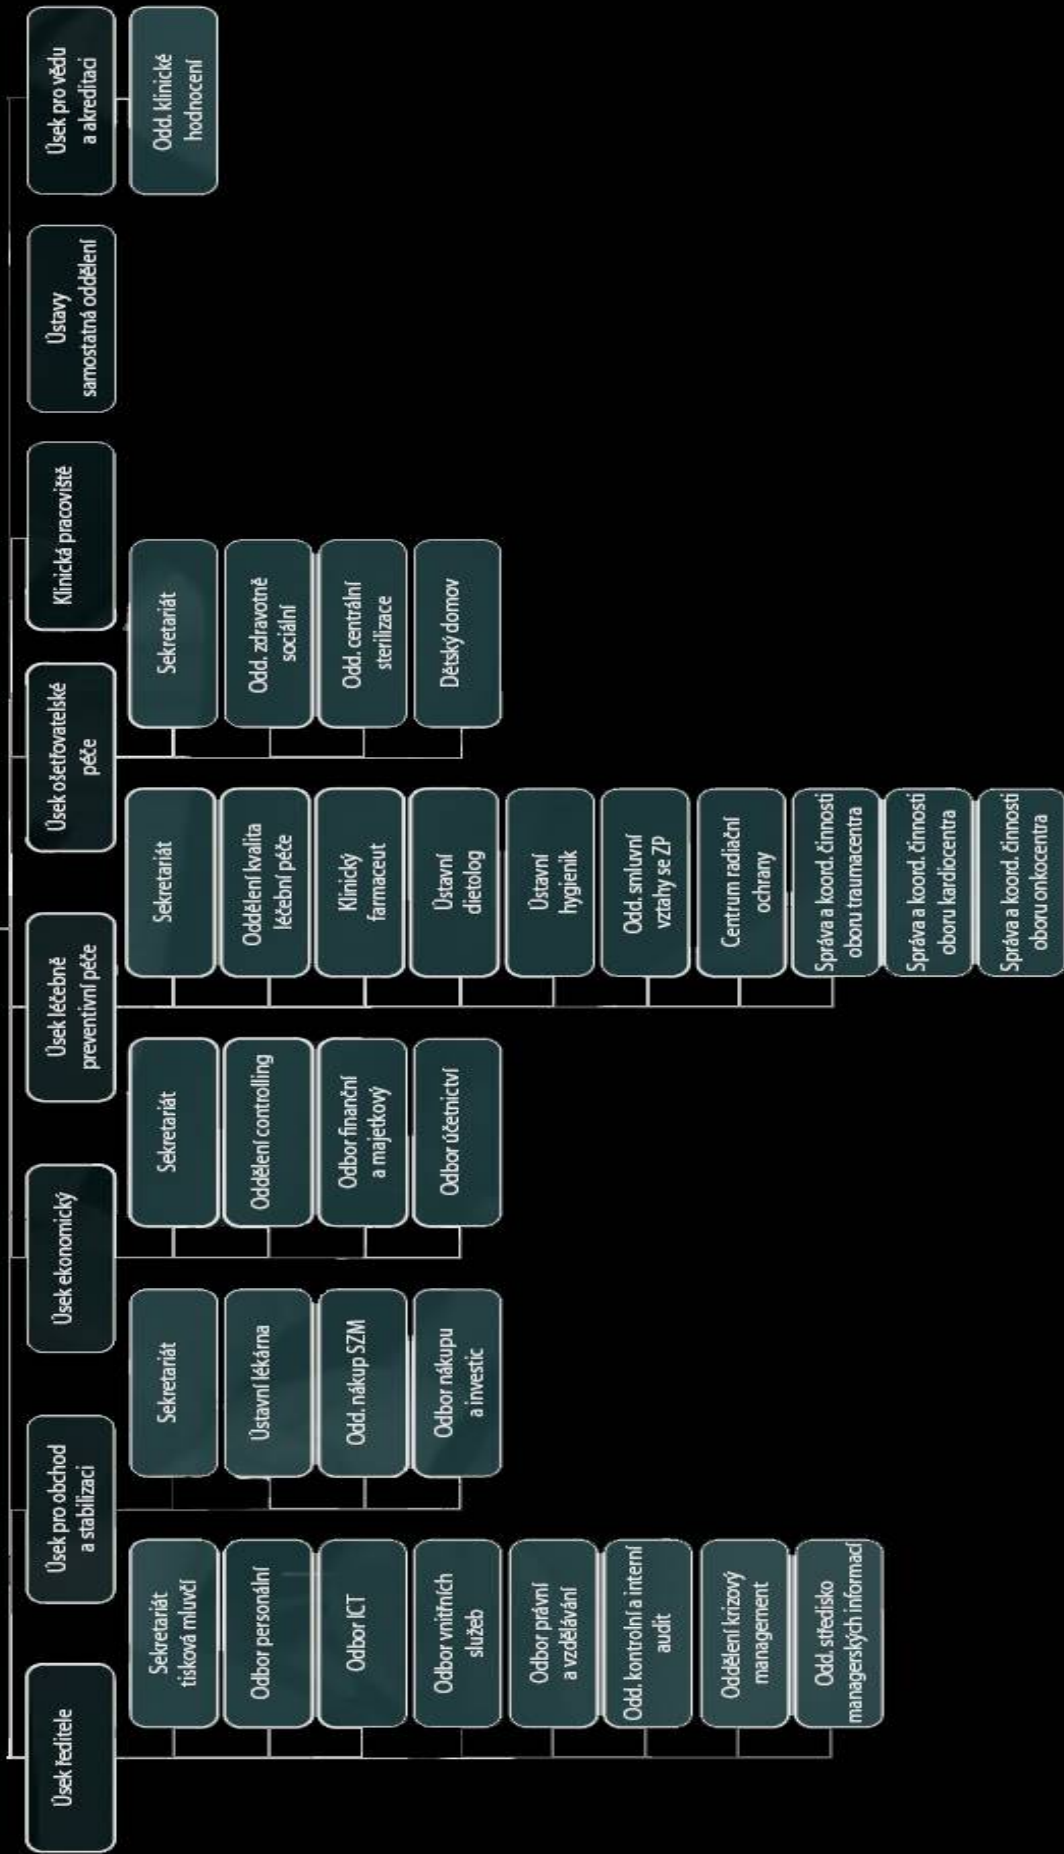 Úsek ředitele
Sekretariát
tisková mluvčí
Odbor personální
Odbor ICT
Odbor vnitřních
služeb
Odbor právní
a vzdělávání
Odd. kontrolní a interní
audit
Oddělení krizový
management
Odd. středisko
managerských informací
Úsek pro obchod
a stabilizaci
Sekretariát
Ústavní lékárna
Odd. nákup SZM
Odbor nákupu
a investic
Úsek ekonomický
Sekretariát
Oddělení controlling
Odbor finanční
a majetkový
Odbor účetnictví
Úsek léčebně
preventivní péče
Sekretariát
Oddělení kvalita
léčební péče
Klinický
farmaceut
Ústavní
dietolog
Ústavní
hygienik
Odd. smluvní
vztahy se ZP
Centrum radiační
ochrany
Správa a koord. činnosti
oboru traumacentra
Správa a koord. činnosti
oboru kardiocentra
Správa a koord. činnosti
oboru onkocentra
Úsek ošetřovatelské
péče
Sekretariát
Odd. zdravotně
sociální
Odd. centrální
sterilizace
Dětský domov
Klinická pracoviště
Ústavy
samostatná oddělení
Úsek pro vědu
a akreditaci
Odd. klinické
hodnocení